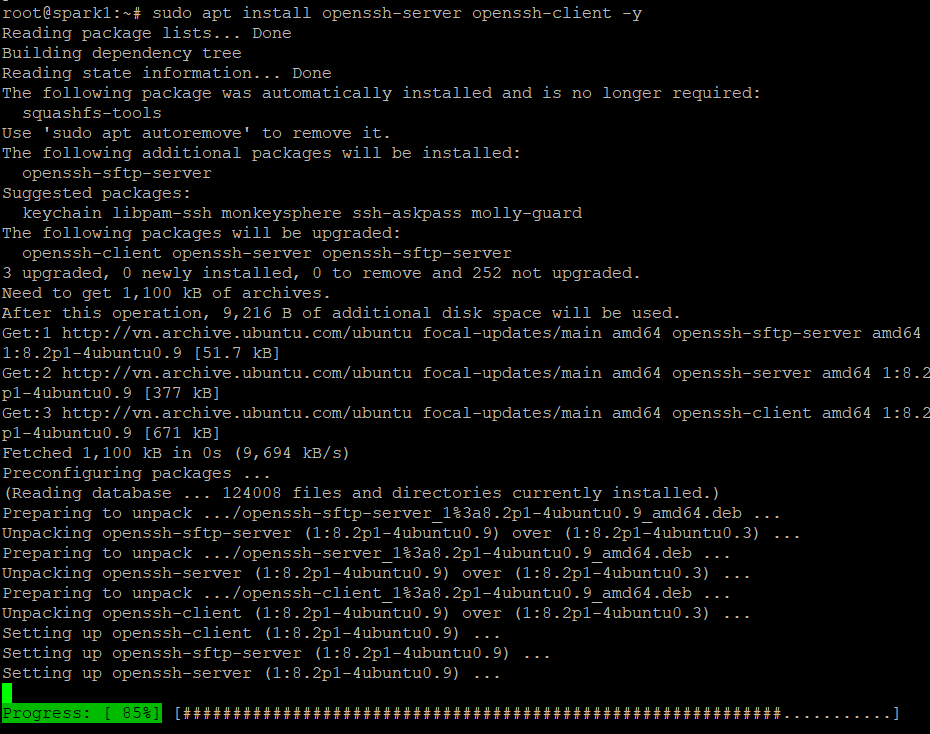 root@spark1:~# sudo apt install openssh-server openssh-client -y
Reading package lists... Done
Building dependency tree
Reading state information... Done
The following package was automatically installed and is no longer required:
  squashfs-tools
Use 'sudo apt autoremove' to remove it.
The following additional packages will be installed:
  openssh-sftp-server
Suggested packages:
  keychain libpam-ssh monkeysphere ssh-askpass molly-guard
The following packages will be upgraded:
  openssh-client openssh-server openssh-sftp-server
3 upgraded, 0 newly installed, 0 to remove and 252 not upgraded.
Need to get 1,100 kB of archives.
After this operation, 9,216 B of additional disk space will be used.
Get:1 http://vn.archive.ubuntu.com/ubuntu focal-updates/main amd64 openssh-sftp-server amd64
1:8.2p1-4ubuntu0.9 [51.7 kB]
Get:2 http://vn.archive.ubuntu.com/ubuntu focal-updates/main amd64 openssh-server amd64 1:8.2
p1-4ubuntu0.9 [377 kB]
Get:3 http://vn.archive.ubuntu.com/ubuntu focal-updates/main amd64 openssh-client amd64 1:8.2
p1-4ubuntu0.9 [671 kB]
Fetched 1,100 kB in 0s (9,694 kB/s)
Preconfiguring packages ...
(Reading database ... 124008 files and directories currently installed.)
Preparing to unpack .../openssh-sftp-server_1%3a8.2p1-4ubuntu0.9_amd64.deb ...
Unpacking openssh-sftp-server (1:8.2p1-4ubuntu0.9) over (1:8.2p1-4ubuntu0.3) ...
Preparing to unpack .../openssh-server_1%3a8.2p1-4ubuntu0.9_amd64.deb ...
Unpacking openssh-server (1:8.2p1-4ubuntu0.9) over (1:8.2p1-4ubuntu0.3) ...
Preparing to unpack .../openssh-client_1%3a8.2p1-4ubuntu0.9_amd64.deb ...
Unpacking openssh-client (1:8.2p1-4ubuntu0.9) over (1:8.2p1-4ubuntu0.3) ...
Setting up openssh-client (1:8.2p1-4ubuntu0.9) ...
Setting up openssh-sftp-server (1:8.2p1-4ubuntu0.9) ...
Setting up openssh-server (1:8.2p1-4ubuntu0.9) ...
Progress: [ 85%] [############################################################...........]